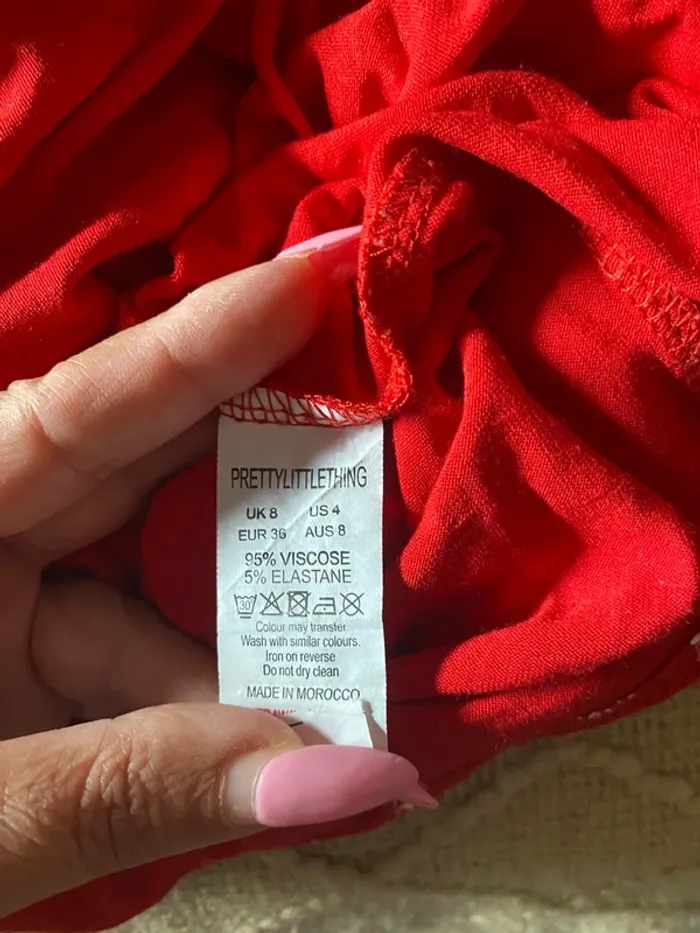 PRETTYLITTLETHING
UK 8 US 4
EUR 36 AUS 8
95% VISCOSE
5% ELASTANE
30
Colour may transfer
Wash with similar colours.
Iron on reverse
Do not dry clean
MADE IN MOROCCO